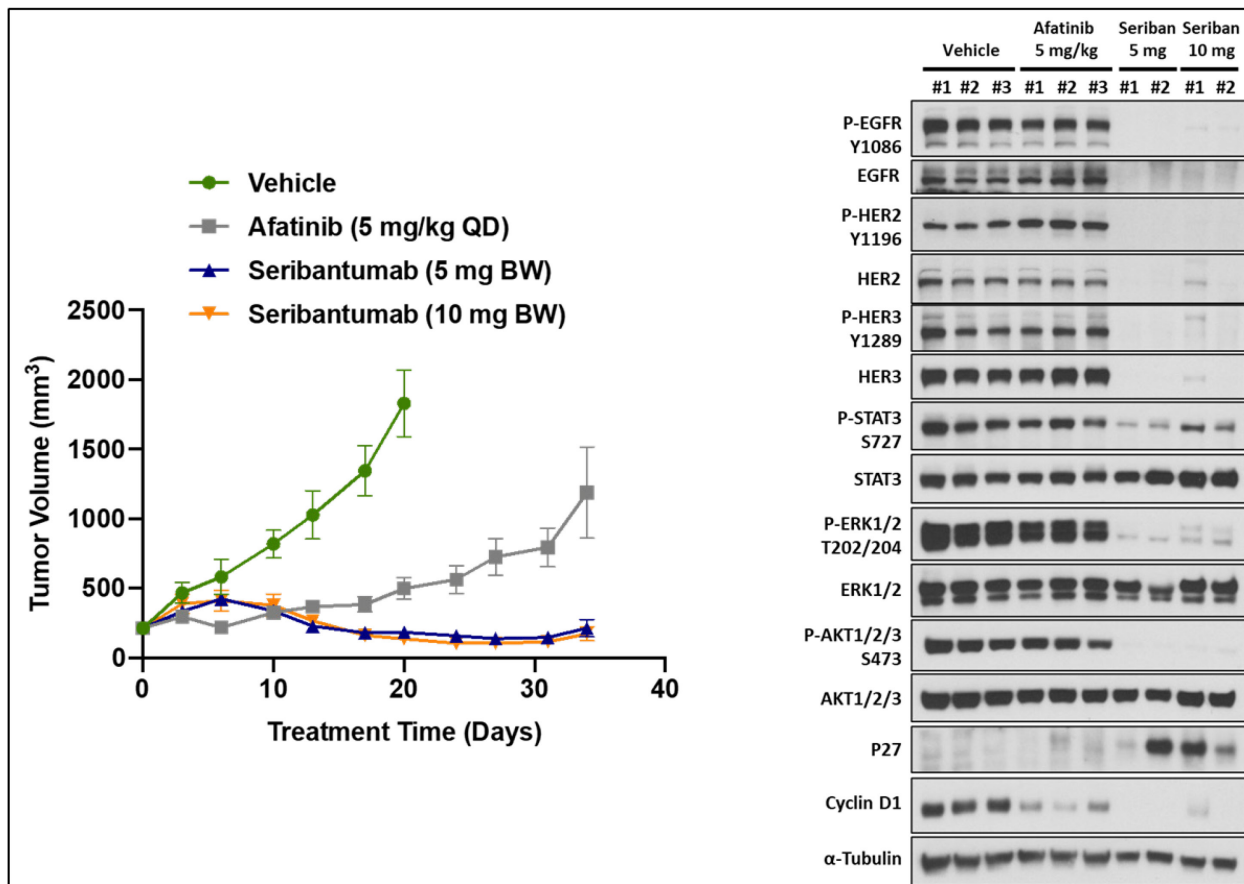 Vehicle
Afatinib (5 mg/kg QD)
Seribantumab (5 mg BW)
Seribantumab (10 mg BW)
2500
2000
1500
1000
500
0
Tumor Volume (mm³)
0 10 20 30 40
Treatment Time (Days)
Vehicle
Afatinib
5 mg/kg
Seriban
5 mg
Seriban
10 mg
#1 #2 #3 #1 #2 #3 #1 #2 #1 #2
P-EGFR
Y1086
EGFR
P-HER2
Y1196
HER2
P-HER3
Y1289
HER3
P-STAT3
S727
STAT3
P-ERK1/2
T202/204
ERK1/2
P-AKT1/2/3
S473
AKT1/2/3
P27
Cyclin D1
α-Tubulin